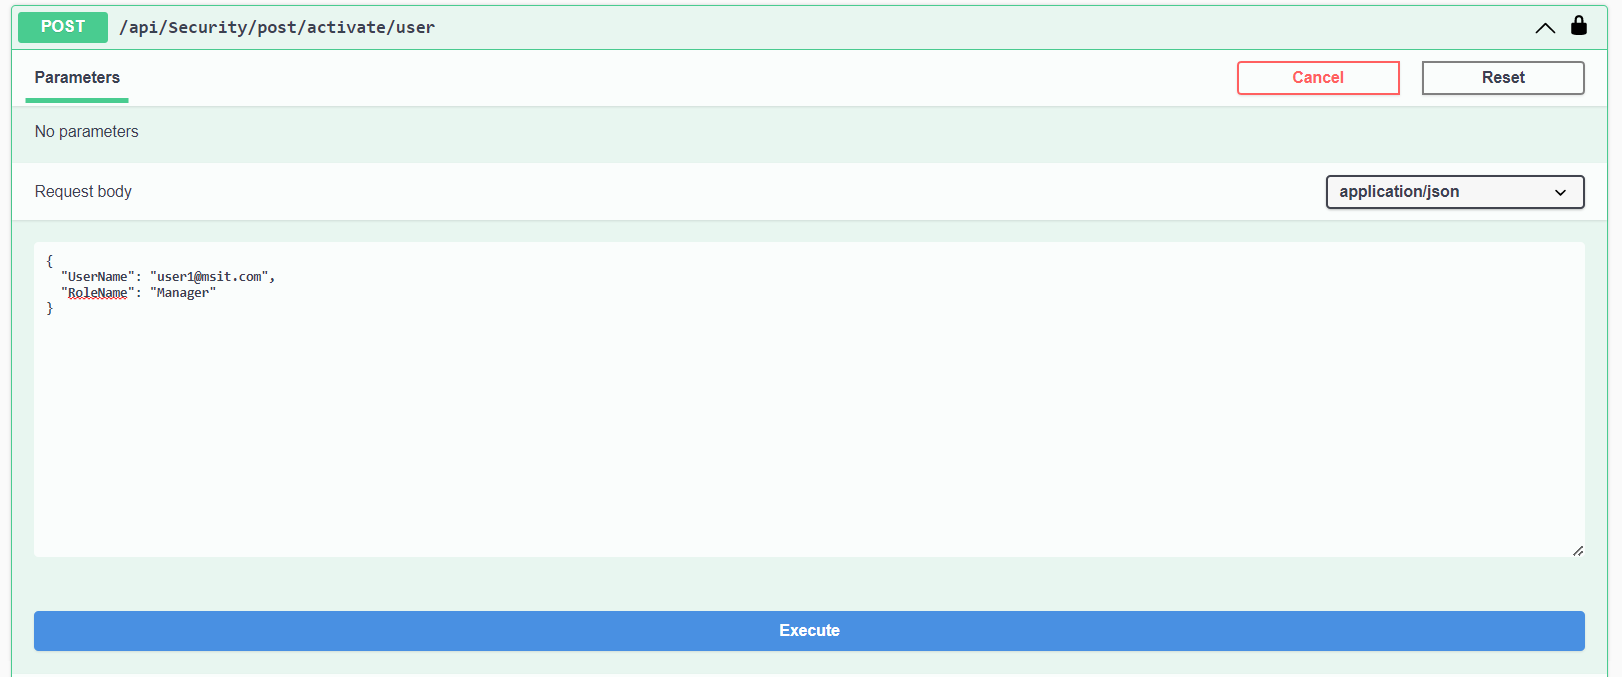 POST /api/Security/post/activate/user
Parameters
Cancel
Reset
No parameters
Request body
application/json
{
  "UserName": "user1@msit.com",
  "RoleName": "Manager"
}
Execute